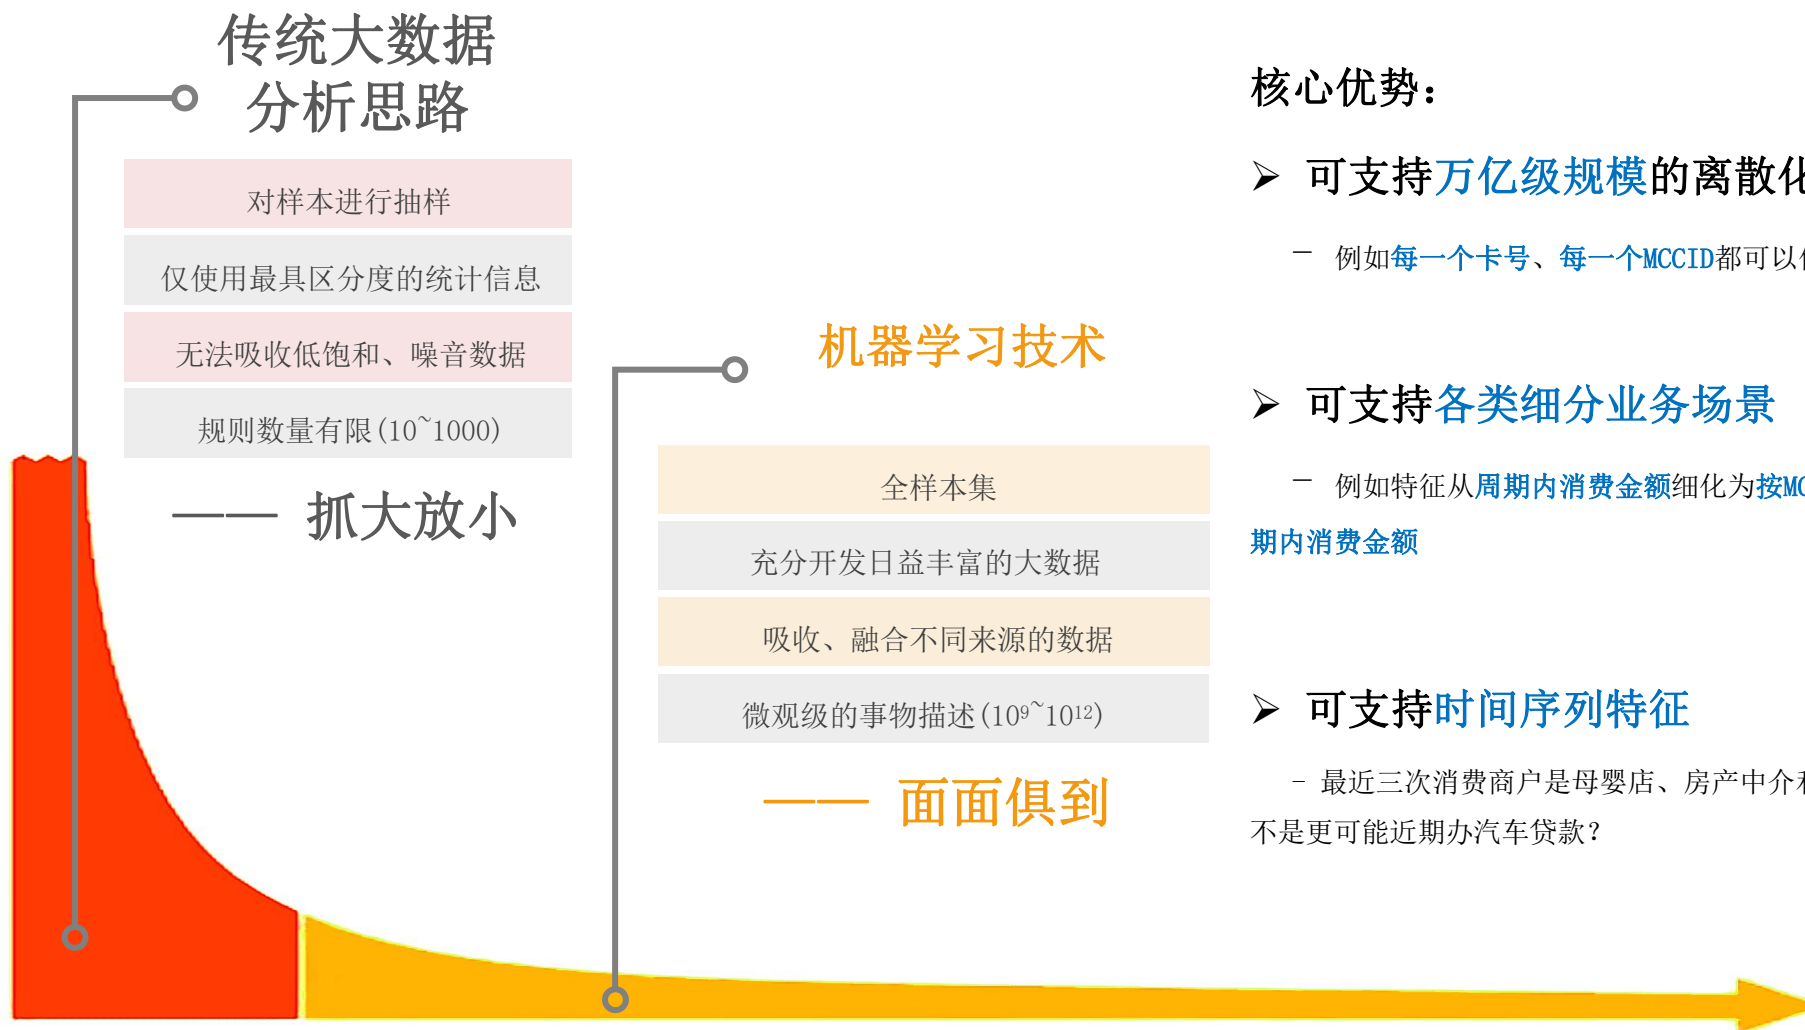 传统大数据
分析思路
对样本进行抽样
仅使用最具区分度的统计信息
无法吸收低饱和、噪音数据
规则数量有限(10~1000)
—— 抓大放小
机器学习技术
全样本集
充分开发日益丰富的大数据
吸收、融合不同来源的数据
微观级的事物描述(10⁹~10¹²)
—— 面面俱到
核心优势：
➢ 可支持万亿级规模的离散化
— 例如每一个卡号、每一个MCCID都可以
➢ 可支持各类细分业务场景
— 例如特征从周期内消费金额细化为按MC
期内消费金额
➢ 可支持时间序列特征
- 最近三次消费商户是母婴店、房产中介
不是更可能近期办汽车贷款?